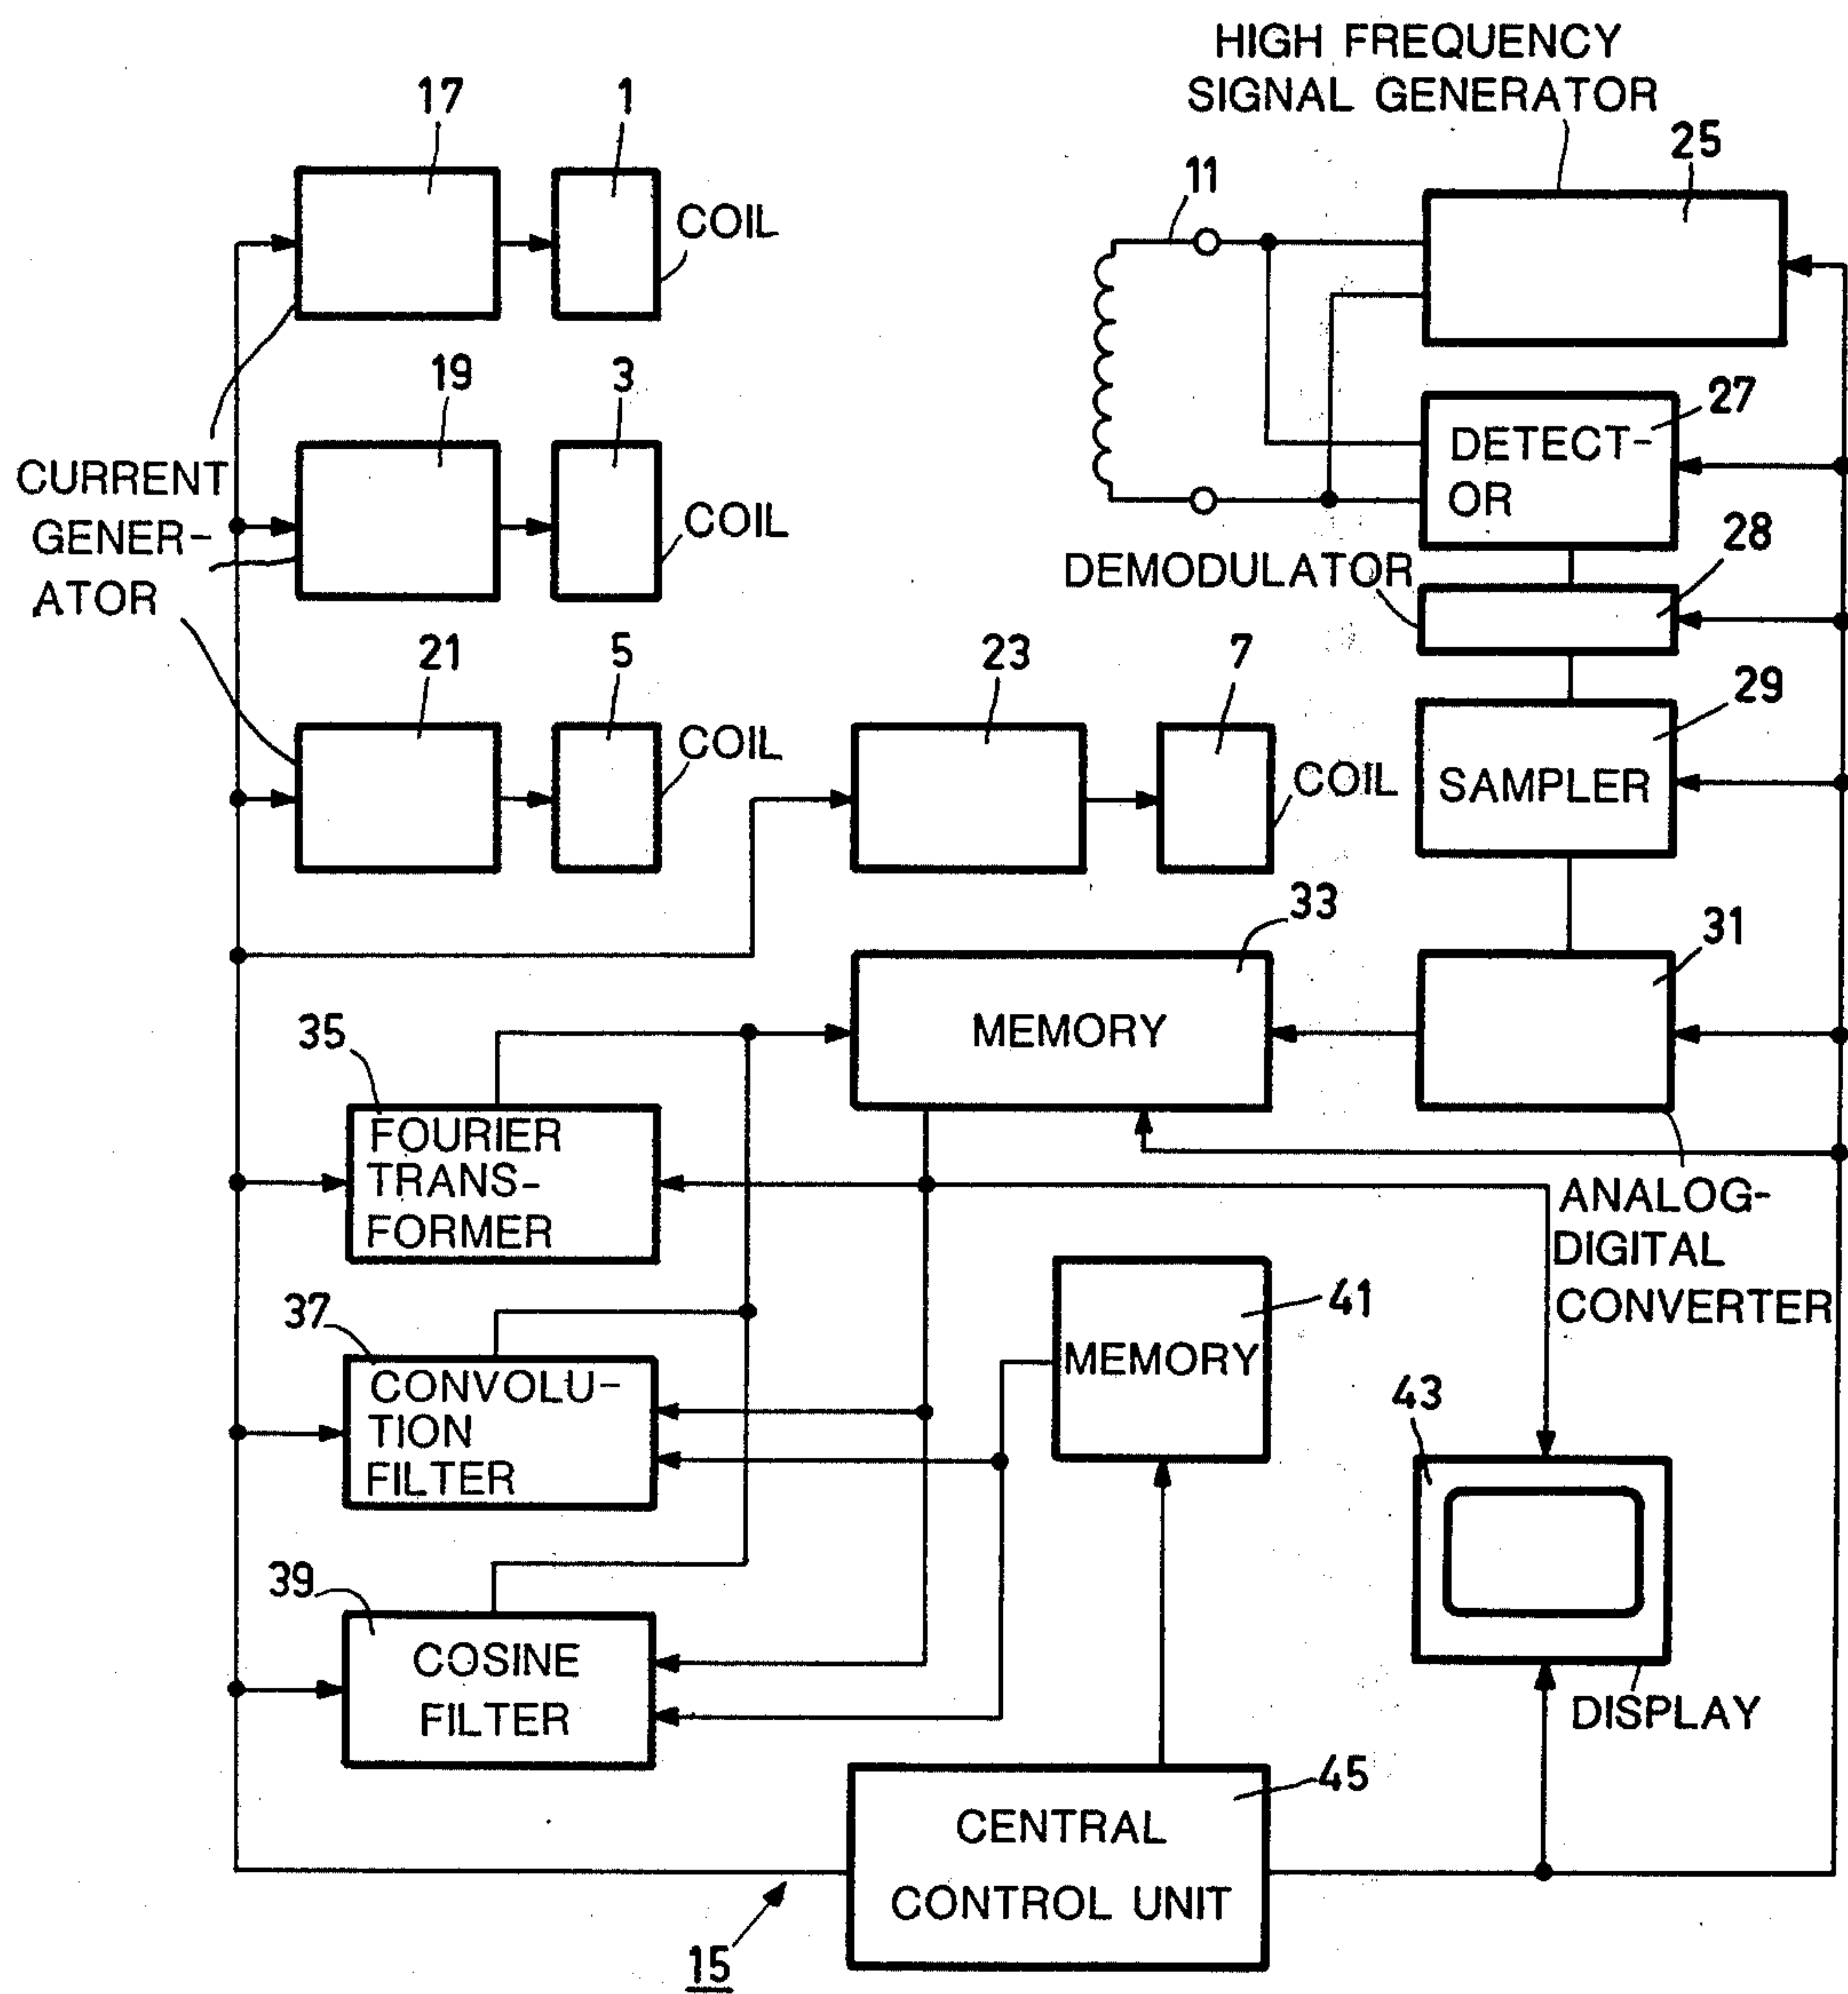 HIGH FREQUENCY
SIGNAL GENERATOR
17
1
25
11
COIL
19
3
27
DETECT-
OR
CURRENT
GENER-
ATOR
COIL
28
DEMODULATOR
21
5
23
7
29
COIL
COIL
SAMPLER
33
31
MEMORY
35
FOURIER
TRANS-
FORMER
ANALOG-
DIGITAL
CONVERTER
37
41
MEMORY
CONVOLU-
TION
FILTER
43
39
COSINE
FILTER
DISPLAY
45
CENTRAL
CONTROL UNIT
15